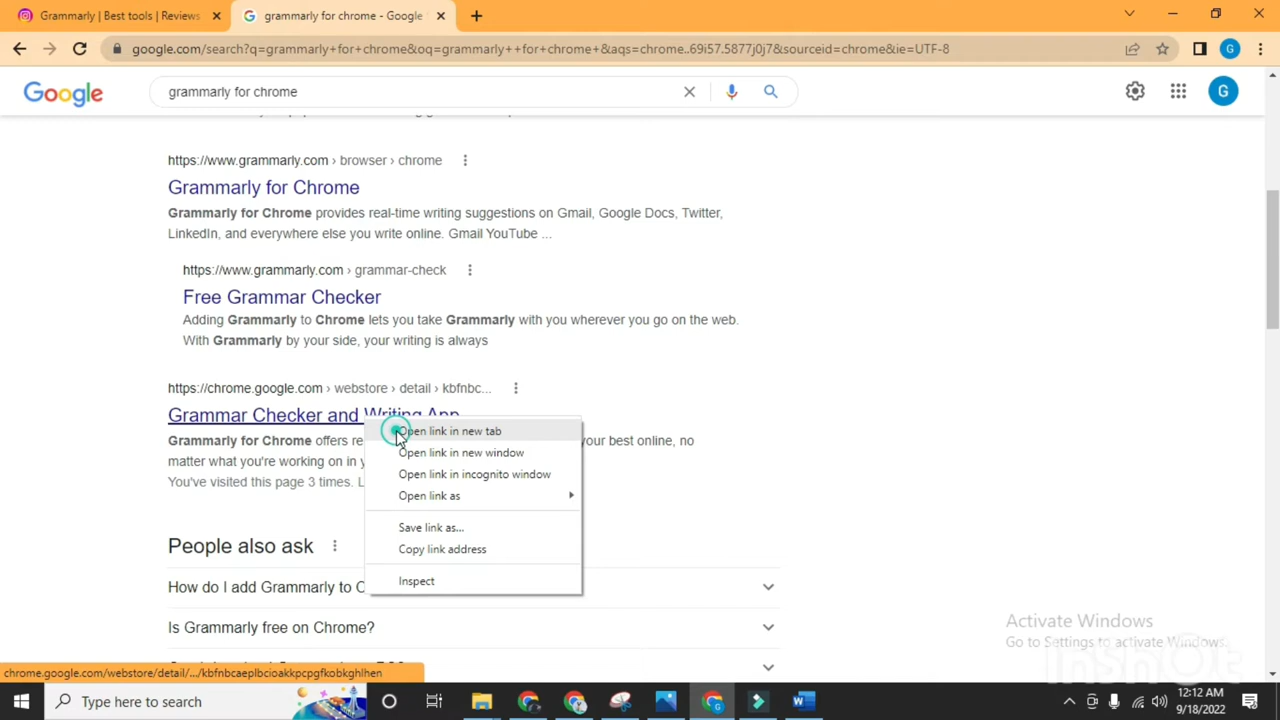 Grammarly | Best tools | Reviews
grammarly for chrome - Google
google.com/search?q=grammarly+for+chrome&oq=grammarly++for+chrome+&aqs=chrome..69i57.5877j0j7&sourceid=chrome&ie=UTF-8
G
Google
grammarly for chrome
G
https://www.grammarly.com › browser › chrome
Grammarly for Chrome
Grammarly for Chrome provides real-time writing suggestions on Gmail, Google Docs, Twitter,
LinkedIn, and everywhere else you write online. Gmail YouTube ...
https://www.grammarly.com › grammar-check
Free Grammar Checker
Adding Grammarly to Chrome lets you take Grammarly with you wherever you go on the web.
With Grammarly by your side, your writing is always
https://chrome.google.com › webstore › detail › kbfnbc...
Grammar Checker and Writing App
Grammarly for Chrome offers re your best online, no
matter what you're working on in y
You've visited this page 3 times. L
Open link in new tab
Open link in new window
Open link in incognito window
Open link as
Save link as...
Copy link address
Inspect
People also ask
How do I add Grammarly to C
Is Grammarly free on Chrome?
Activate Windows
Go to Settings to activate Windows.
InShOt
chrome.google.com/webstore/detail/.../kbfnbcaeplbcioakkpcpgfkobkghlhen
Type here to search
12:12 AM
9/18/2022